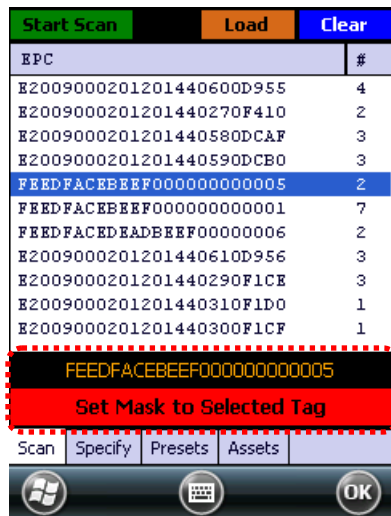 Start Scan Load Clear
EPC #
E2009000201201440600D955 4
E2009000201201440270F410 2
E2009000201201440580DCAF 3
E2009000201201440590DCB0 3
FEEDFACEBEEF000000000005 2
FEEDFACEBEEF000000000001 7
FEEDFACEDEADBEEF00000006 2
E2009000201201440610D956 3
E2009000201201440290F1CE 3
E2009000201201440310F1D0 1
E2009000201201440300F1CF 1
FEEDFACEBEEF000000000005
Set Mask to Selected Tag
Scan Specify Presets Assets
OK